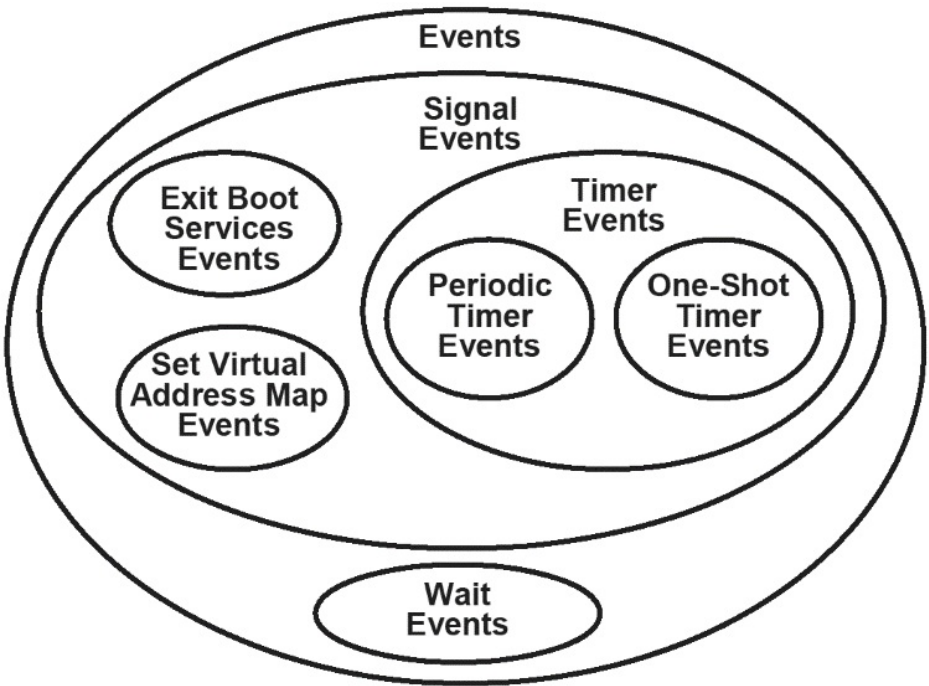 Events
Signal
Events
Exit Boot
Services
Events
Timer
Events
Periodic
Timer
Events
One-Shot
Timer
Events
Set Virtual
Address Map
Events
Wait
Events